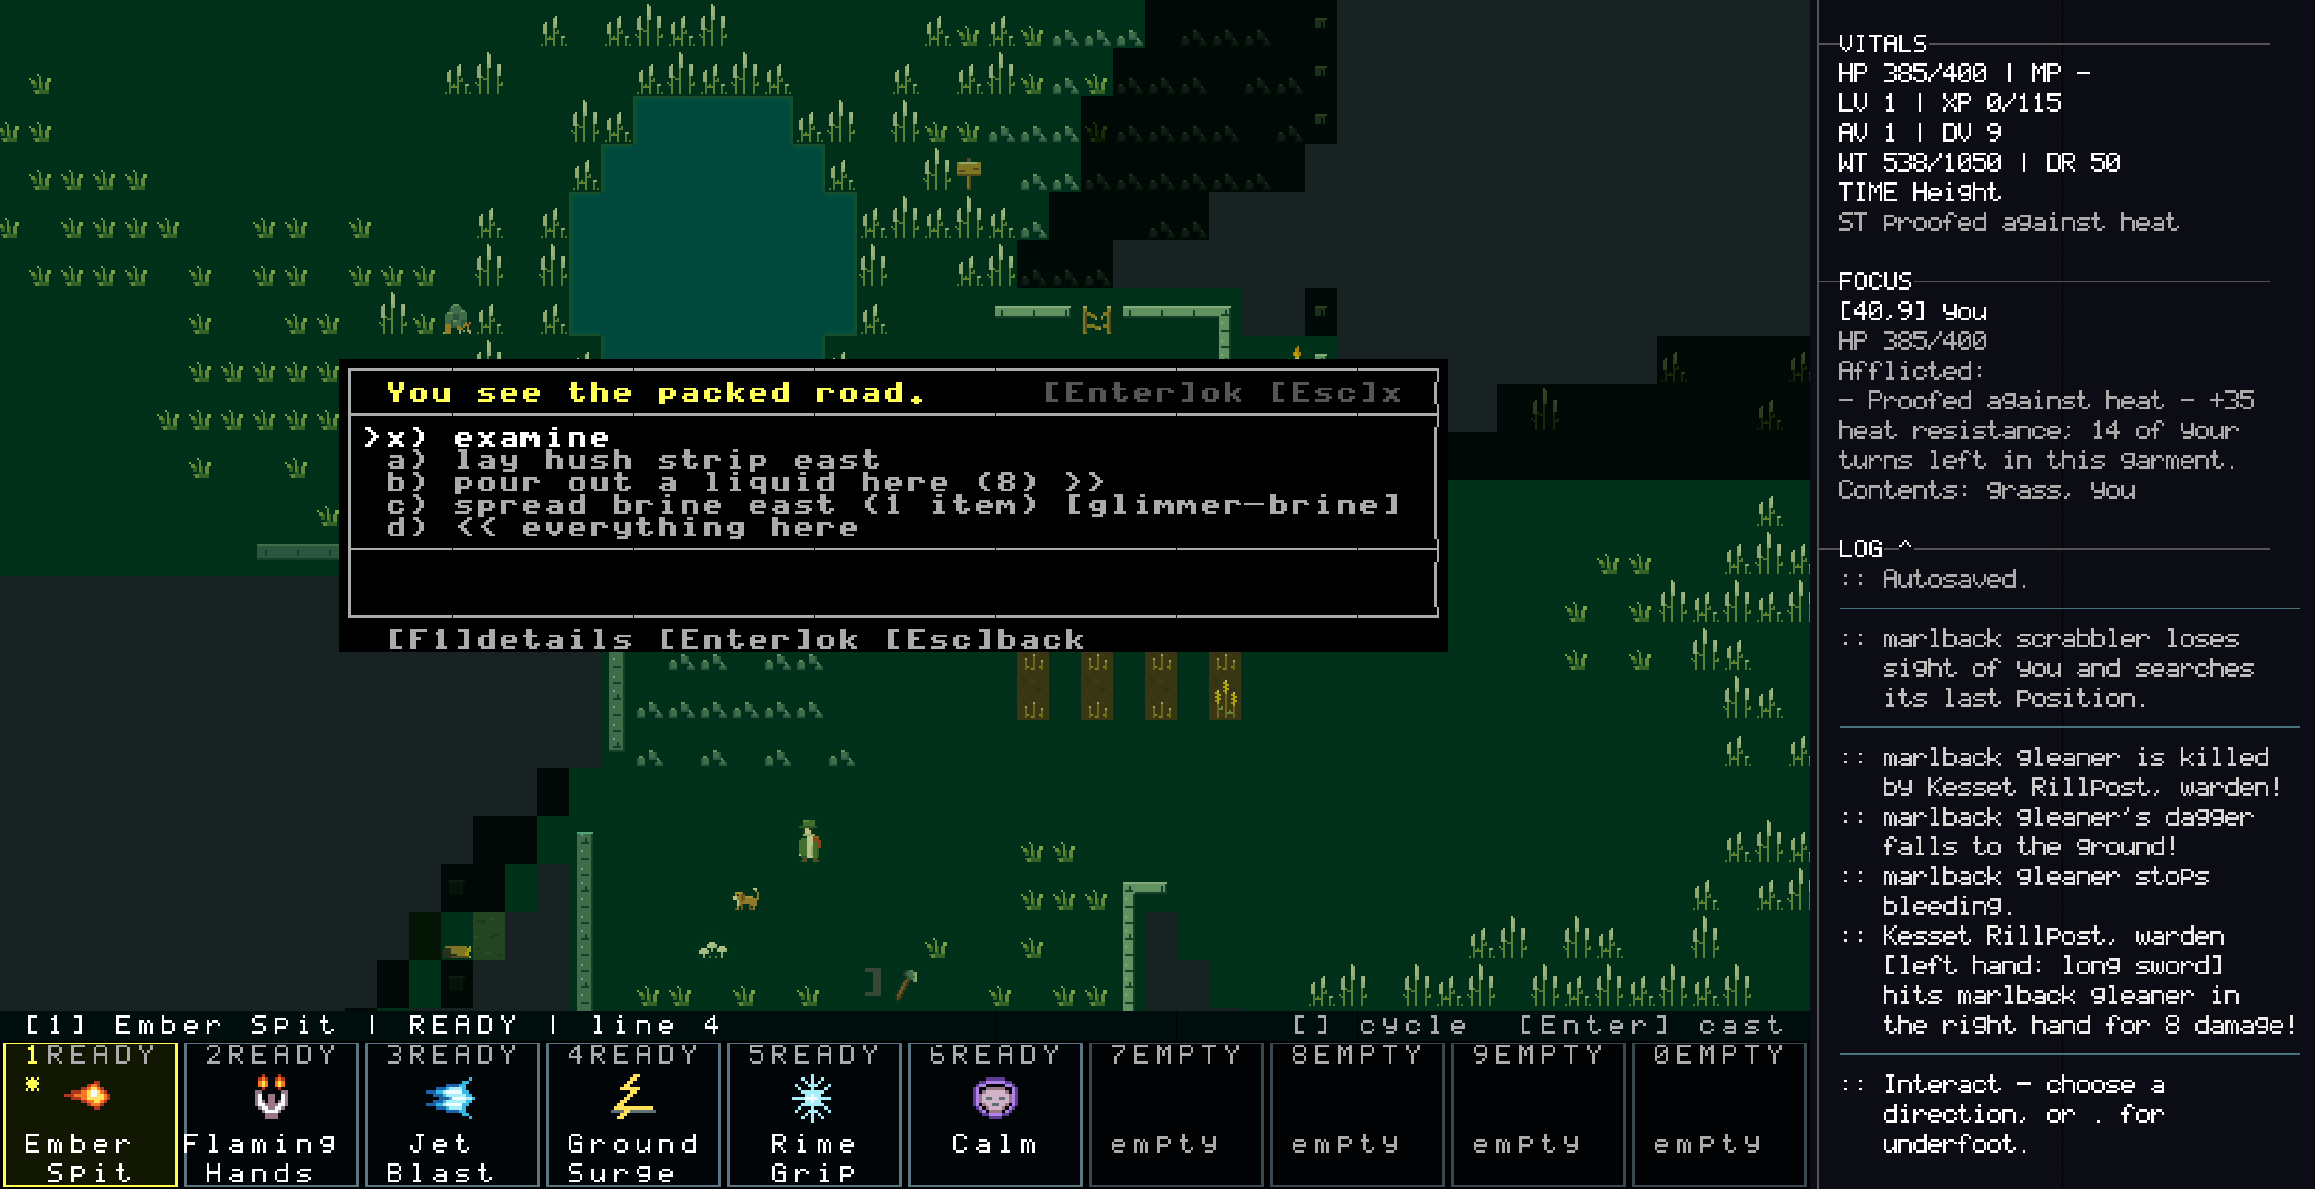 You see the packed road. [Enter]ok [Esc]x
>x) examine
a) lay hush strip east
b) pour out a liquid here (8) >>
c) spread brine east (1 item) [glimmer-brine]
d) << everything here
[F1]details [Enter]ok [Esc]back
[1] Ember Spit | READY | line 4 [] cycle [Enter] cast
1READY 2READY 3READY 4READY 5READY 6READY 7EMPTY 8EMPTY 9EMPTY 0EMPTY
Ember Flaming Jet Ground Rime Calm empty empty empty empty
Spit Hands Blast Surge Grip
VITALS
HP 385/400 | MP -
LV 1 | XP 0/115
AV 1 | DV 9
WT 538/1050 | DR 50
TIME Height
ST Proofed against heat
FOCUS
[40,9] You
HP 385/400
Afflicted:
- Proofed against heat - +35
heat resistance; 14 of your
turns left in this garment.
Contents: grass, You
LOG ^
:: Autosaved.
:: marlback scrabbler loses
sight of you and searches
its last position.
:: marlback gleaner is killed
by Kesset Rillpost, warden!
:: marlback gleaner's dagger
falls to the ground!
:: marlback gleaner stops
bleeding.
:: Kesset Rillpost, warden
[left hand: long sword]
hits marlback gleaner in
the right hand for 8 damage!
:: Interact - choose a
direction, or . for
underfoot.